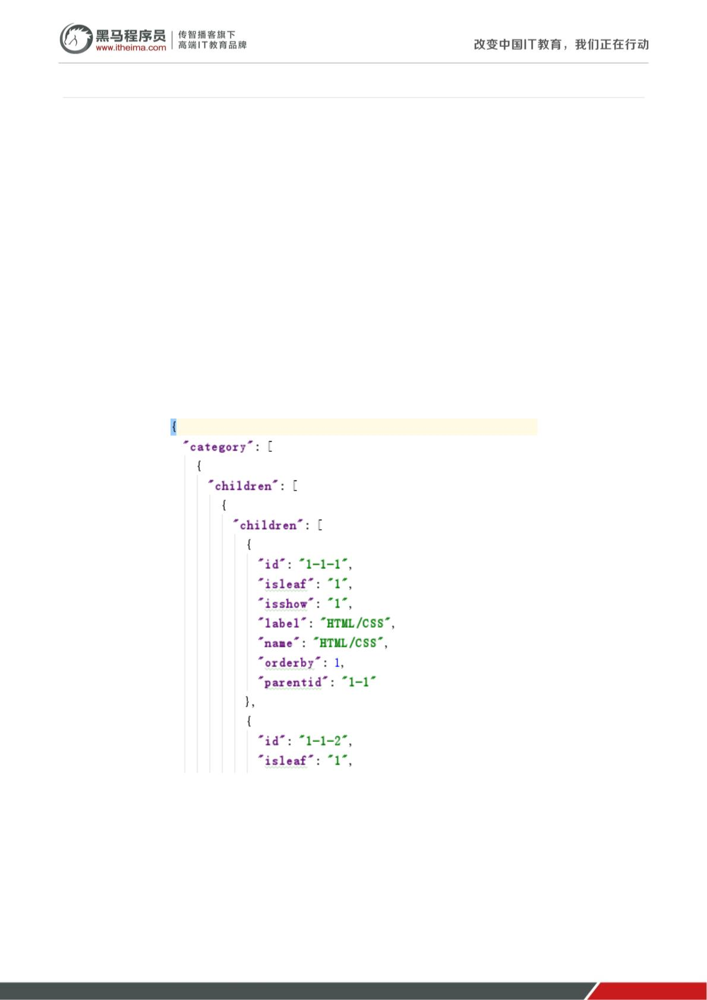 黑马程序员
www.itheima.com
传智播客旗下
高端IT教育品牌
改变中国IT教育，我们正在行动
{
"category": [
{
"children": [
{
"children": [
{
"id": "1-1-1",
"isleaf": "1",
"isshow": "1",
"label": "HTML/CSS",
"name": "HTML/CSS",
"orderby": 1,
"parentid": "1-1"
},
{
"id": "1-1-2",
"isleaf": "1",